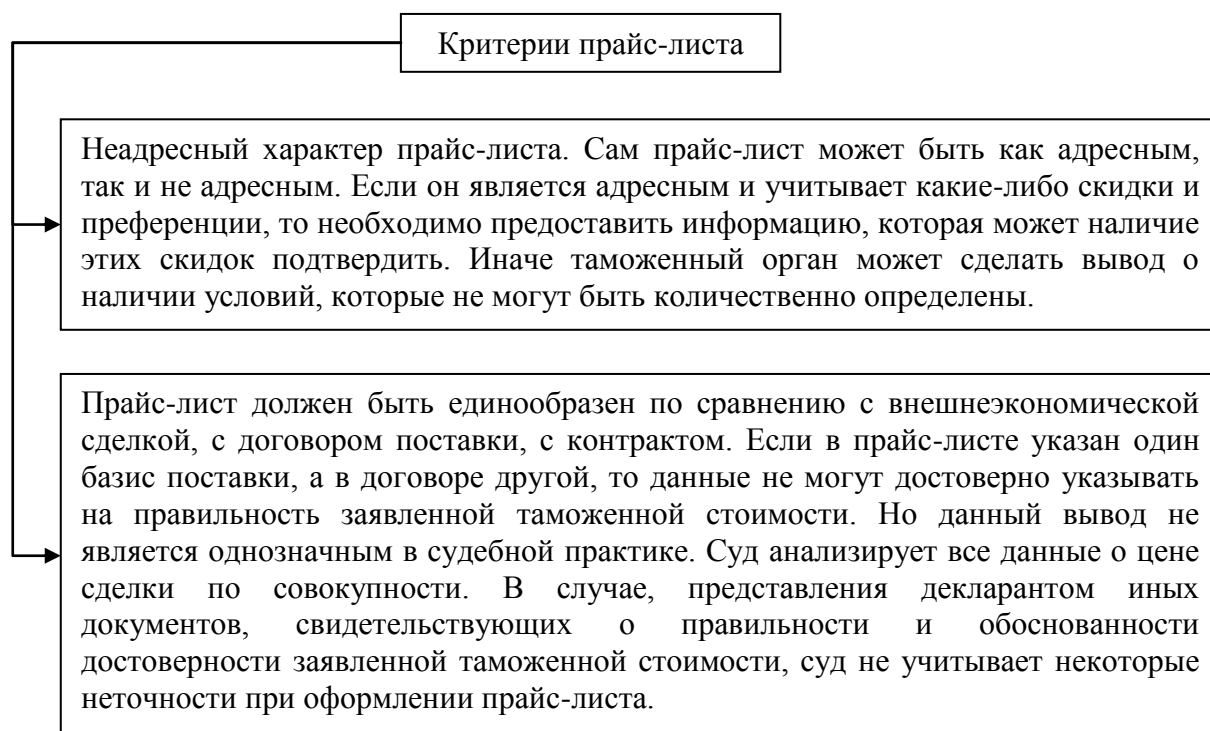 Критерии прайс-листа
Неадресный характер прайс-листа. Сам прайс-лист может быть как адресным,
так и не адресным. Если он является адресным и учитывает какие-либо скидки и
преференции, то необходимо предоставить информацию, которая может наличие
этих скидок подтвердить. Иначе таможенный орган может сделать вывод о
наличии условий, которые не могут быть количественно определены.
Прайс-лист должен быть единообразен по сравнению с внешнеэкономической
сделкой, с договором поставки, с контрактом. Если в прайс-листе указан один
базис поставки, а в договоре другой, то данные не могут достоверно указывать
на правильность заявленной таможенной стоимости. Но данный вывод не
является однозначным в судебной практике. Суд анализирует все данные о цене
сделки по совокупности. В случае, представления декларантом иных
документов, свидетельствующих о правильности и обоснованности
достоверности заявленной таможенной стоимости, суд не учитывает некоторые
неточности при оформлении прайс-листа.